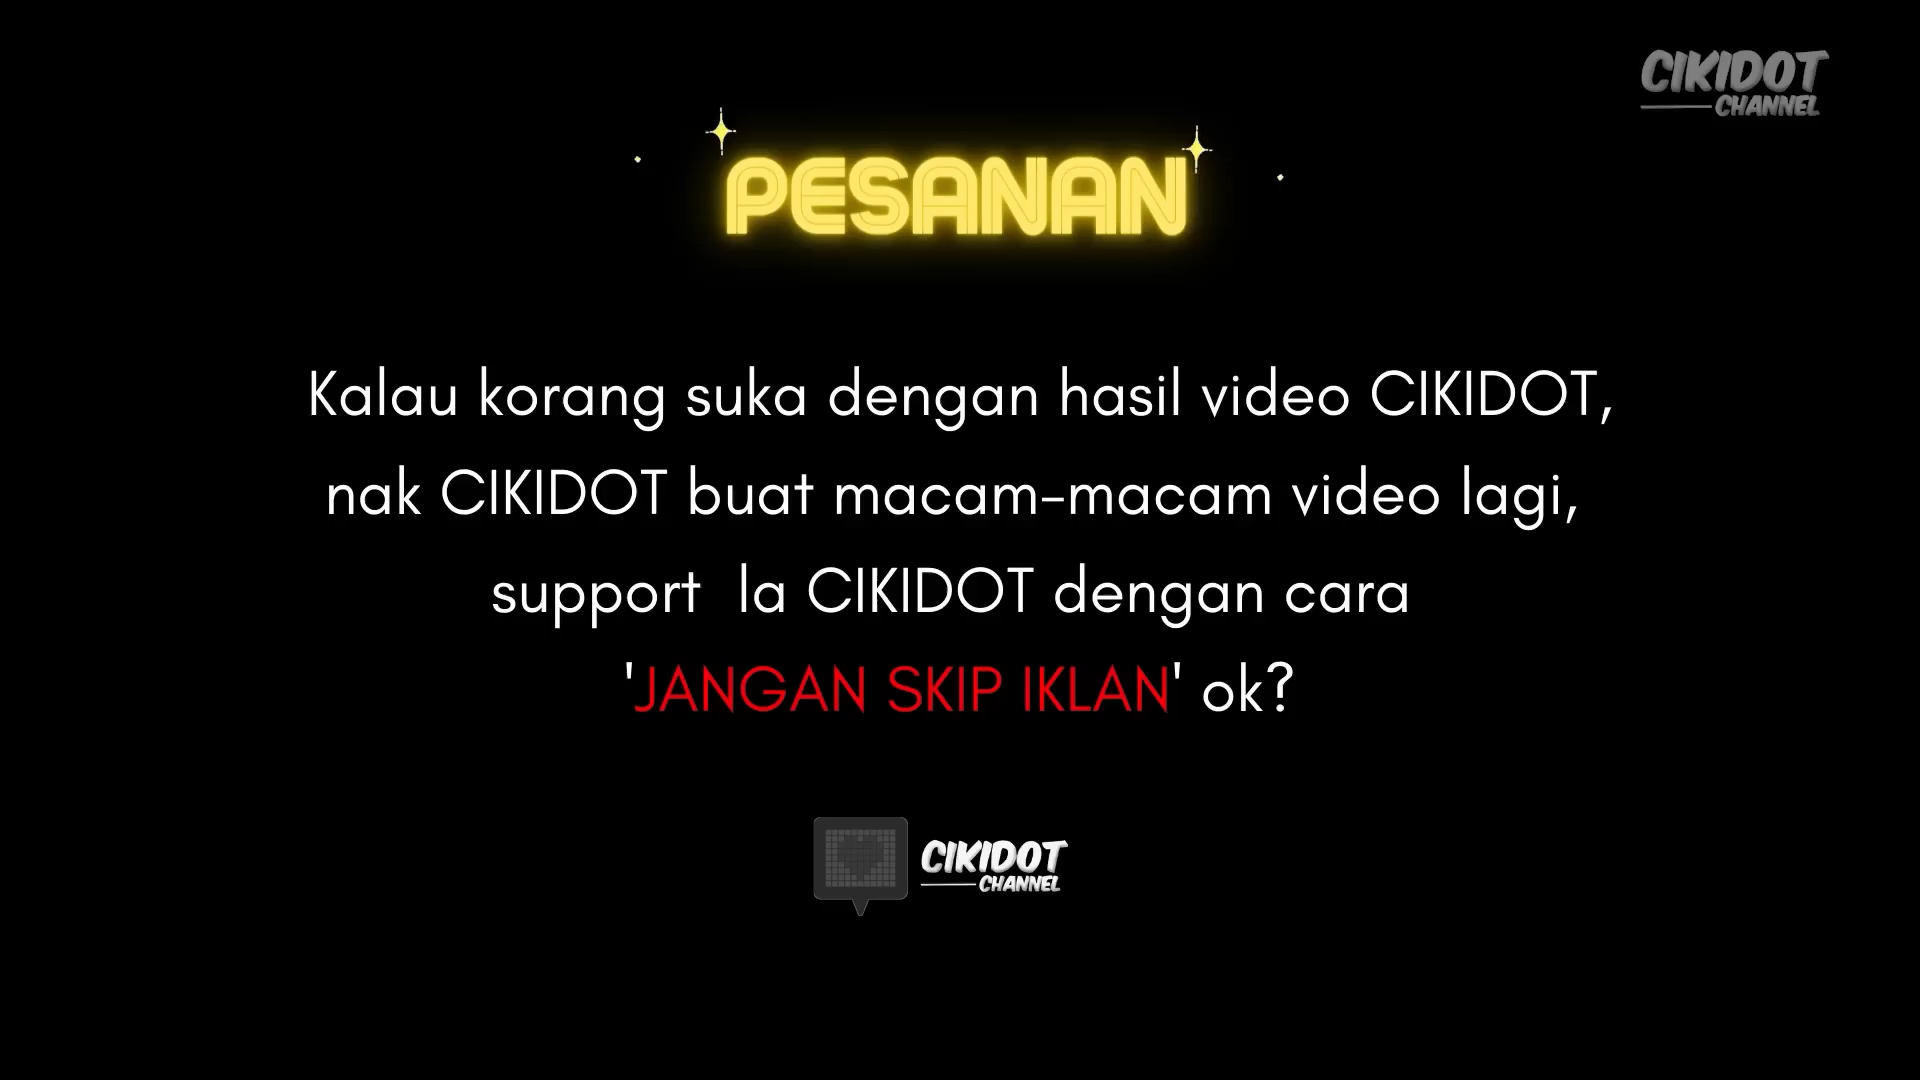 CIKIDOT
CHANNEL
PESANAN
Kalau korang suka dengan hasil video CIKIDOT,
nak CIKIDOT buat macam-macam video lagi,
support la CIKIDOT dengan cara
'JANGAN SKIP IKLAN' ok?
CIKIDOT
CHANNEL